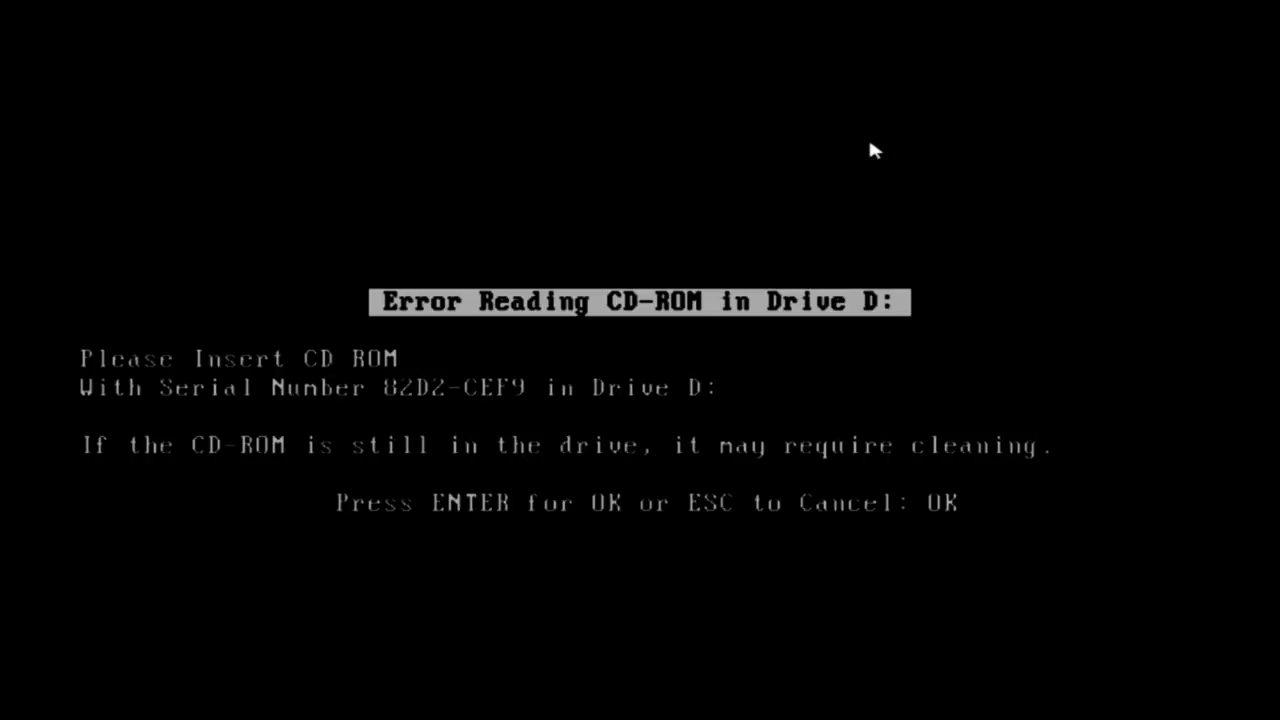 Error Reading CD-ROM in Drive D:
Please Insert CD ROM
With Serial Number 82D2-CEF9 in Drive D:
If the CD-ROM is still in the drive, it may require cleaning.
Press ENTER for OK or ESC to Cancel: OK